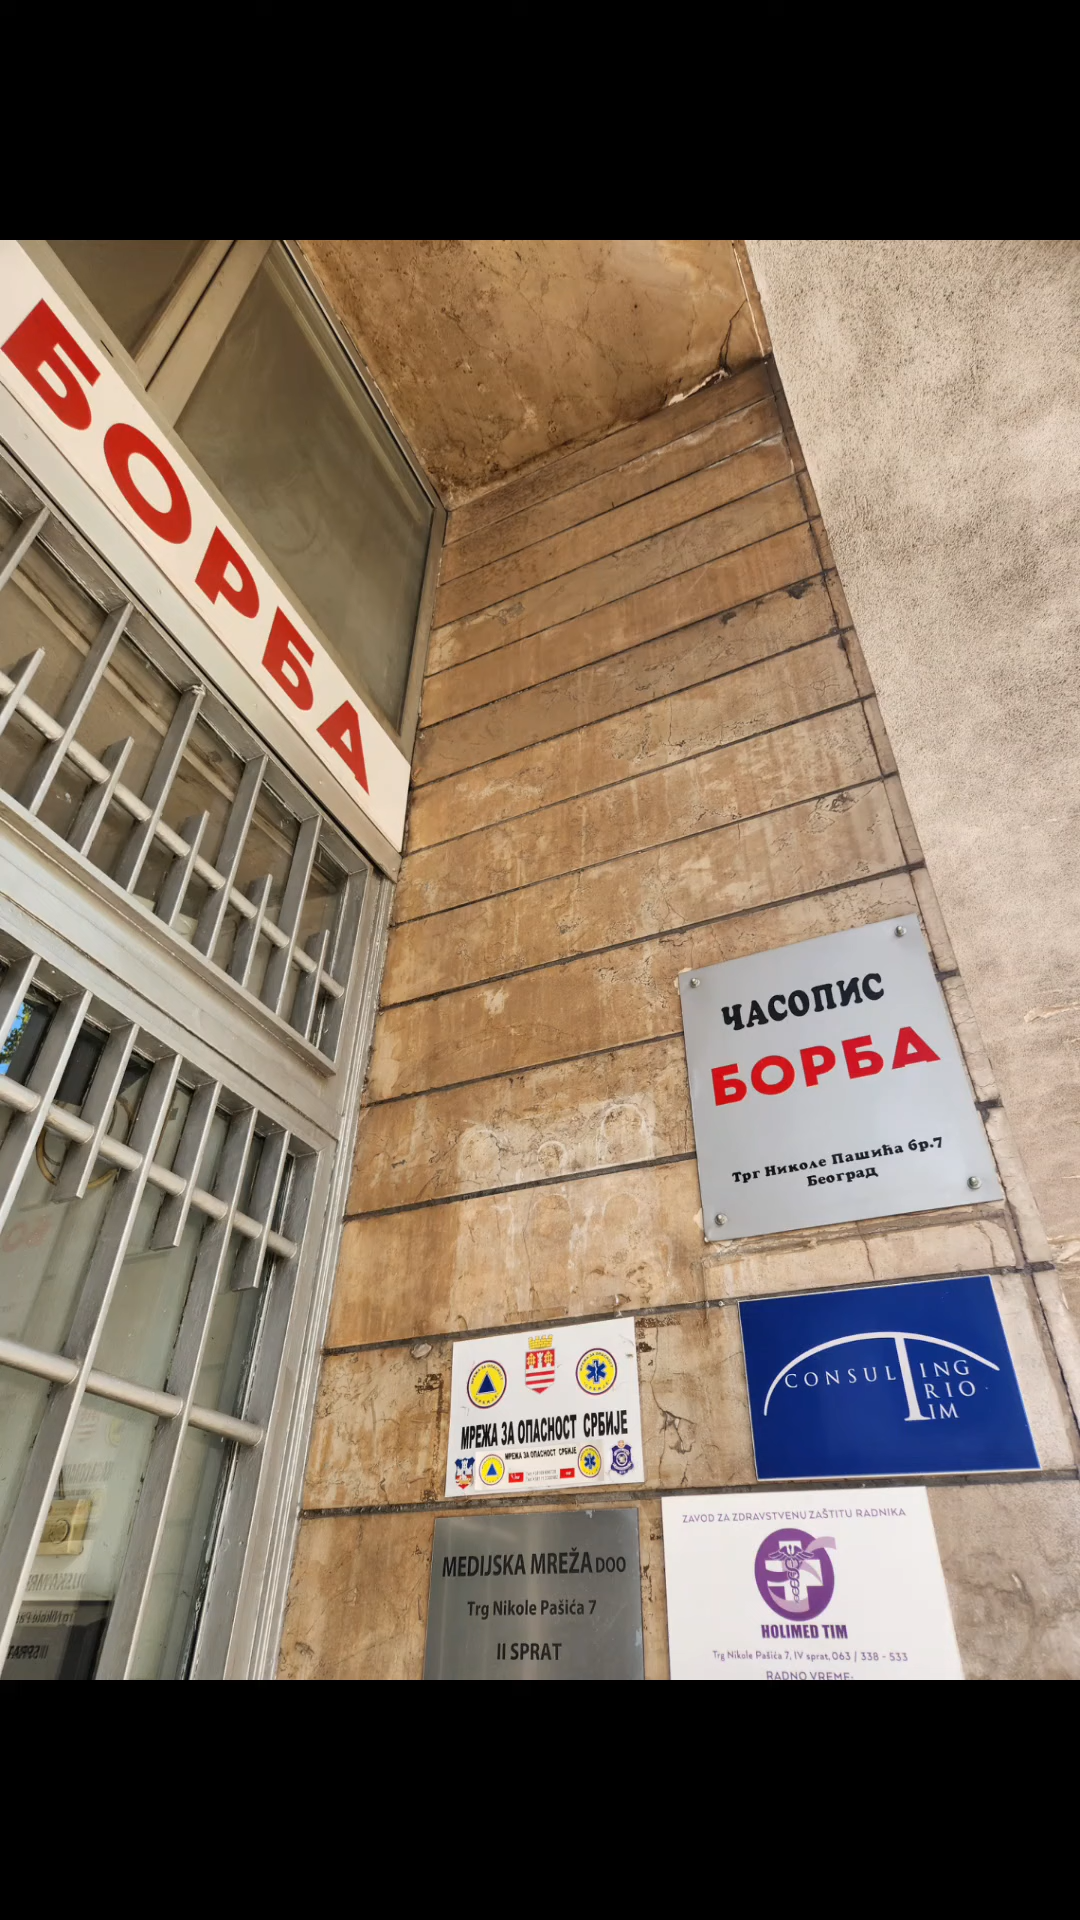 БОРБА
ЧАСОПИС
БОРБА
Трг Николе Пашића бр.7
Београд
CONSULTING
TRIO
TIM
МРЕЖА ЗА ОПАСНОСТ СРБИЈЕ
МРЕЖА ЗА ОПАСНОСТ СРБИЈЕ
MEDIJSKA MREŽA DOO
Trg Nikole Pašića 7
II SPRAT
ZAVOD ZA ZDRAVSTVENU ZAŠTITU RADNIKA
HOLIMED TIM
Trg Nikole Pašića 7, IV sprat, 063 / 338 - 533
RADNO VREME: